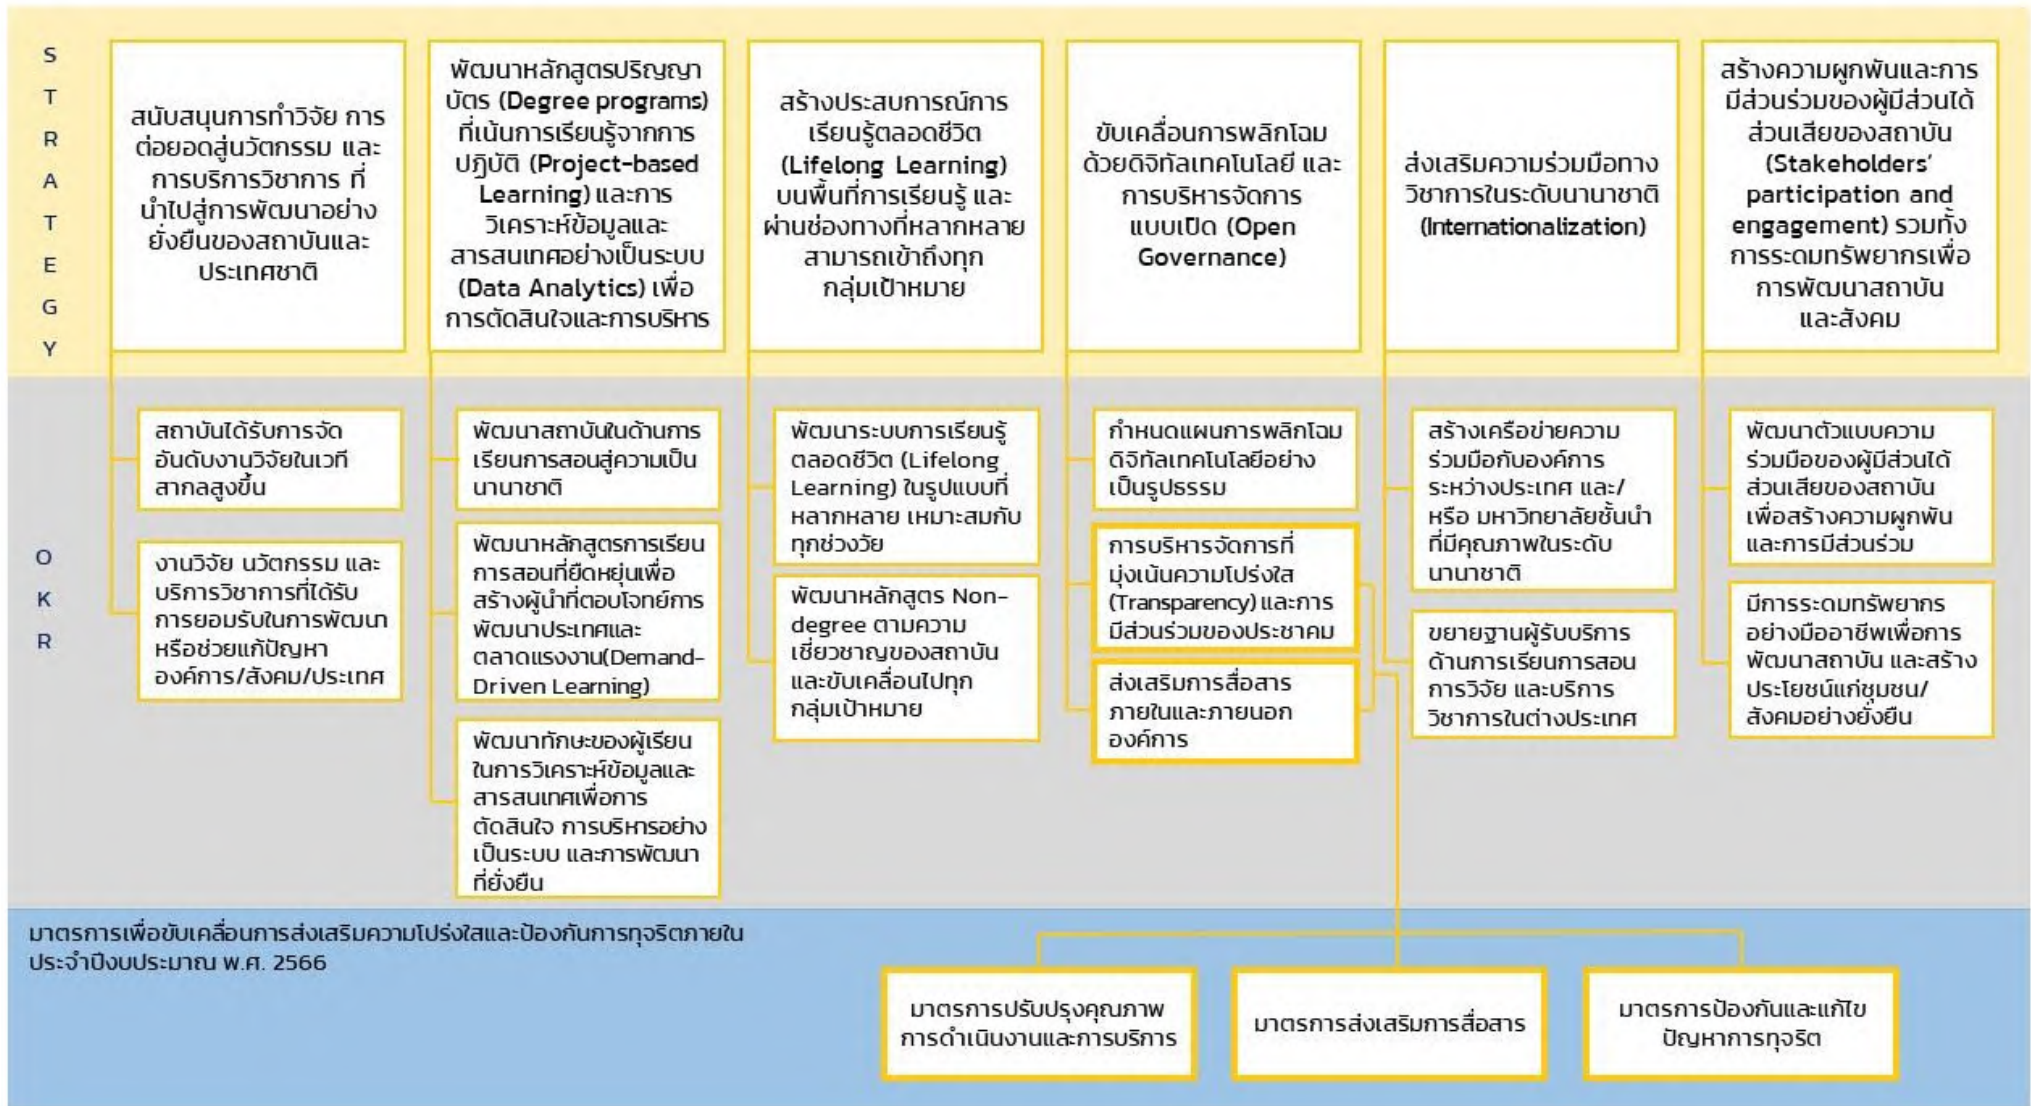 S
T
R
A
T
E
G
Y
สนับสนุนการทำวิจัย การ
ต่อยอดสู่นวัตกรรม และ
การบริการวิชาการ ที่
นำไปสู่การพัฒนาอย่าง
ยั่งยืนของสถาบันและ
ประเทศชาติ
พัฒนาหลักสูตรปริญญา
บัตร (Degree programs)
ที่เน้นการเรียนรู้จากการ
ปฏิบัติ (Project-based
Learning) และการ
วิเคราะห์ข้อมูลและ
สารสนเทศอย่างเป็นระบบ
(Data Analytics) เพื่อ
การตัดสินใจและการบริหาร
สร้างประสบการณ์การ
เรียนรู้ตลอดชีวิต
(Lifelong Learning)
บนพื้นที่การเรียนรู้ และ
ผ่านช่องทางที่หลากหลาย
สามารถเข้าถึงทุก
กลุ่มเป้าหมาย
ขับเคลื่อนการพลิกโฉม
ด้วยดิจิทัลเทคโนโลยี และ
การบริหารจัดการ
แบบเปิด (Open
Governance)
ส่งเสริมความร่วมมือทาง
วิชาการในระดับนานาชาติ
(Internationalization)
สร้างความผูกพันและการ
มีส่วนร่วมของผู้มีส่วนได้
ส่วนเสียของสถาบัน
(Stakeholders’
participation and
engagement) รวมทั้ง
การระดมทรัพยากรเพื่อ
การพัฒนาสถาบัน
และสังคม
O
K
R
สถาบันได้รับการจัด
อันดับงานวิจัยในเวที
สากลสูงขึ้น
งานวิจัย นวัตกรรม และ
บริการวิชาการที่ได้รับ
การยอมรับในการพัฒนา
หรือช่วยแก้ปัญหา
องค์การ/สังคม/ประเทศ
พัฒนาสถาบันในด้านการ
เรียนการสอนสู่ความเป็น
นานาชาติ
พัฒนาหลักสูตรการเรียน
การสอนที่ยืดหยุ่นเพื่อ
สร้างผู้นำที่ตอบโจทย์การ
พัฒนาประเทศและ
ตลาดแรงงาน(Demand-
Driven Learning)
พัฒนาทักษะของผู้เรียน
ในการวิเคราะห์ข้อมูลและ
สารสนเทศเพื่อการ
ตัดสินใจ การบริหารอย่าง
เป็นระบบ และการพัฒนา
ที่ยั่งยืน
พัฒนาระบบการเรียนรู้
ตลอดชีวิต (Lifelong
Learning) ในรูปแบบที่
หลากหลาย เหมาะสมกับ
ทุกช่วงวัย
พัฒนาหลักสูตร Non-
degree ตามความ
เชี่ยวชาญของสถาบัน
และขับเคลื่อนไปทุก
กลุ่มเป้าหมาย
กำหนดแผนการพลิกโฉม
ดิจิทัลเทคโนโลยีอย่าง
เป็นรูปธรรม
การบริหารจัดการที่
มุ่งเน้นความโปร่งใส
(Transparency) และการ
มีส่วนร่วมของประชาคม
ส่งเสริมการสื่อสาร
ภายในและภายนอก
องค์การ
สร้างเครือข่ายความ
ร่วมมือกับองค์การ
ระหว่างประเทศ และ/
หรือ มหาวิทยาลัยชั้นนำ
ที่มีคุณภาพในระดับ
นานาชาติ
ขยายฐานผู้รับบริการ
ด้านการเรียนการสอน
การวิจัย และบริการ
วิชาการในต่างประเทศ
พัฒนาตัวแบบความ
ร่วมมือของผู้มีส่วนได้
ส่วนเสียของสถาบัน
เพื่อสร้างความผูกพัน
และการมีส่วนร่วม
มีการระดมทรัพยากร
อย่างมืออาชีพเพื่อการ
พัฒนาสถาบัน และสร้าง
ประโยชน์แก่ชุมชน/
สังคมอย่างยั่งยืน
มาตรการเพื่อขับเคลื่อนการส่งเสริมความโปร่งใสและป้องกันการทุจริตภายใน
ประจำปีงบประมาณ พ.ศ. 2566
มาตรการปรับปรุงคุณภาพ
การดำเนินงานและการบริการ
มาตรการส่งเสริมการสื่อสาร
มาตรการป้องกันและแก้ไข
ปัญหาการทุจริต